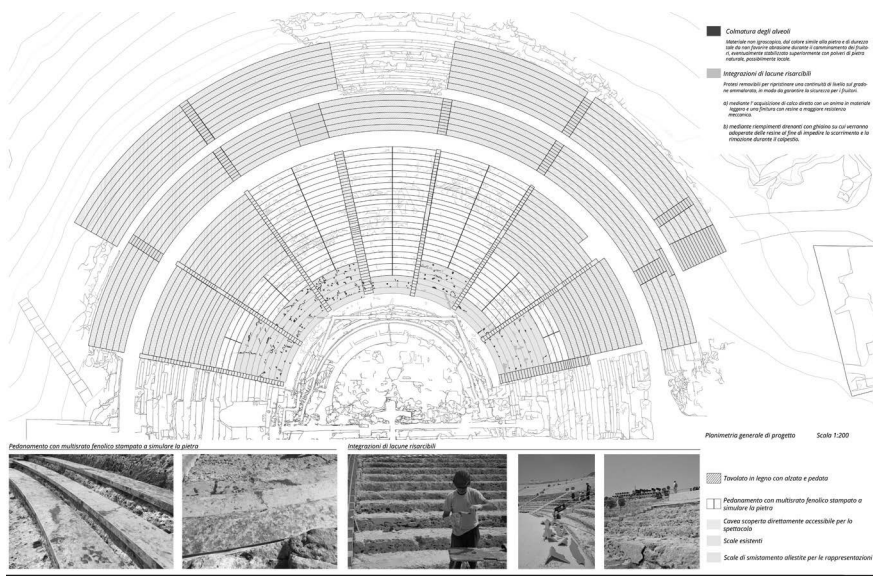 Colmatura degli alveoli
Materiale non igroscopico, dal colore simile alla pietra e di durezza
tale da non favorire abrasione durante il camminamento dei fruito-
ri, eventualmente stabilizzato superiormente con polveri di pietra
naturale, possibilmente locale.
Integrazioni di lacune risarcibili
Protesi removibili per ripristinare una continuità di livello sul grado-
ne ammalorato, in modo da garantire la sicurezza per i fruitori.
a) mediante l' acquisizione di calco diretto con un anima in materiale
leggero e una finitura con resine a maggiore resistenza
meccanica.
b) mediante riempimenti drenanti con ghiaino su cui verranno
adoperate delle resine al fine di impedire lo scorrimento e la
rimozione durante il calpestio.
Planimetria generale di progetto Scala 1:200
Pedanamento con multisrato fenolico stampato a simulare la pietra
Integrazioni di lacune risarcibili
Tavolato in legno con alzata e pedata
Pedanamento con multisrato fenolico stampato a
simulare la pietra
Cavea scoperta direttamente accessibile per lo
spettacolo
Scale esistenti
Scale di smistamento allestite per le rappresentazioni